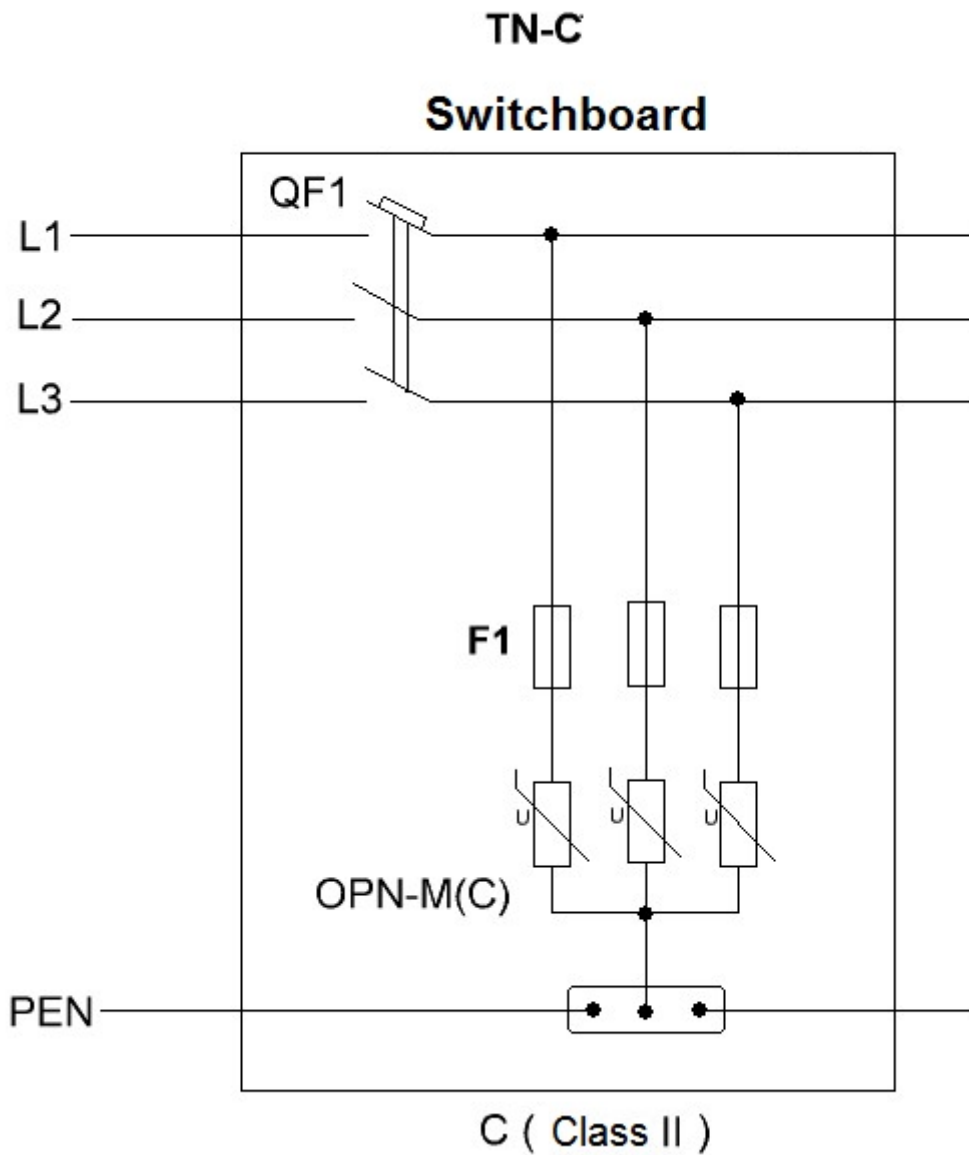 TN-C
Switchboard
QF1
L1
L2
L3
F1
U U U
OPN-M(C)
PEN
C ( Class II )